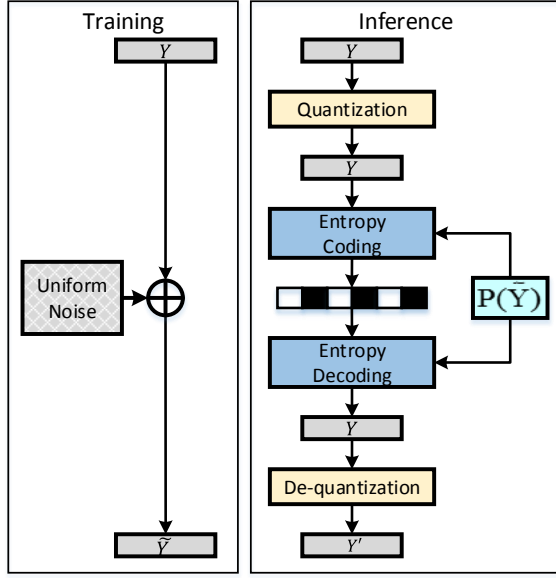 Training
Y
Uniform
Noise
Ỹ
Inference
Y
Quantization
Y
Entropy
Coding
P(Ȳ)
Entropy
Decoding
Y
De-quantization
Y'